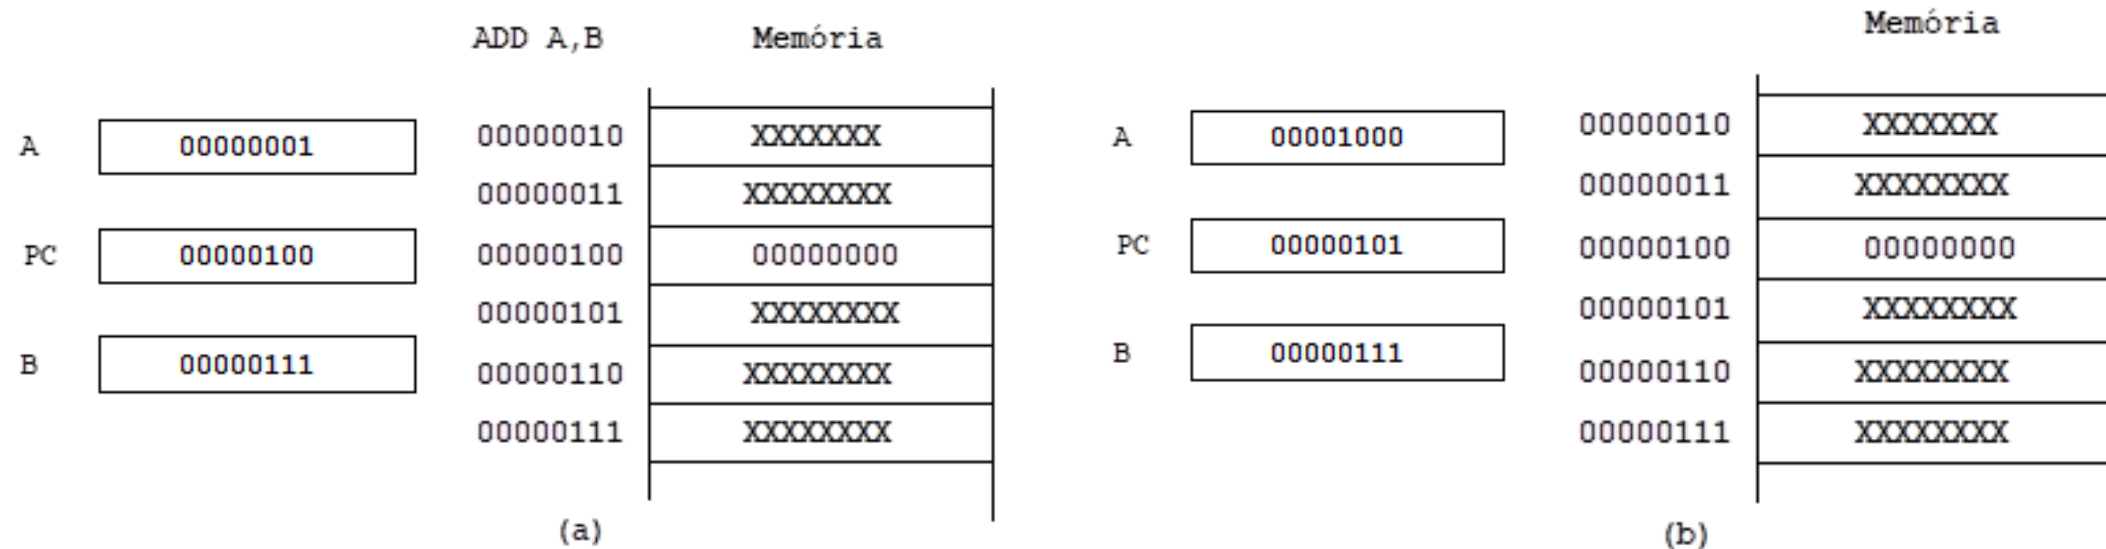 ADD A,B Memória
A 00000001
PC 00000100
B 00000111
00000010 XXXXXXX
00000011 XXXXXXXX
00000100 00000000
00000101 XXXXXXXX
00000110 XXXXXXXX
00000111 XXXXXXXX
(a)
Memória
A 00001000
PC 00000101
B 00000111
00000010 XXXXXXX
00000011 XXXXXXXX
00000100 00000000
00000101 XXXXXXXX
00000110 XXXXXXXX
00000111 XXXXXXXX
(b)